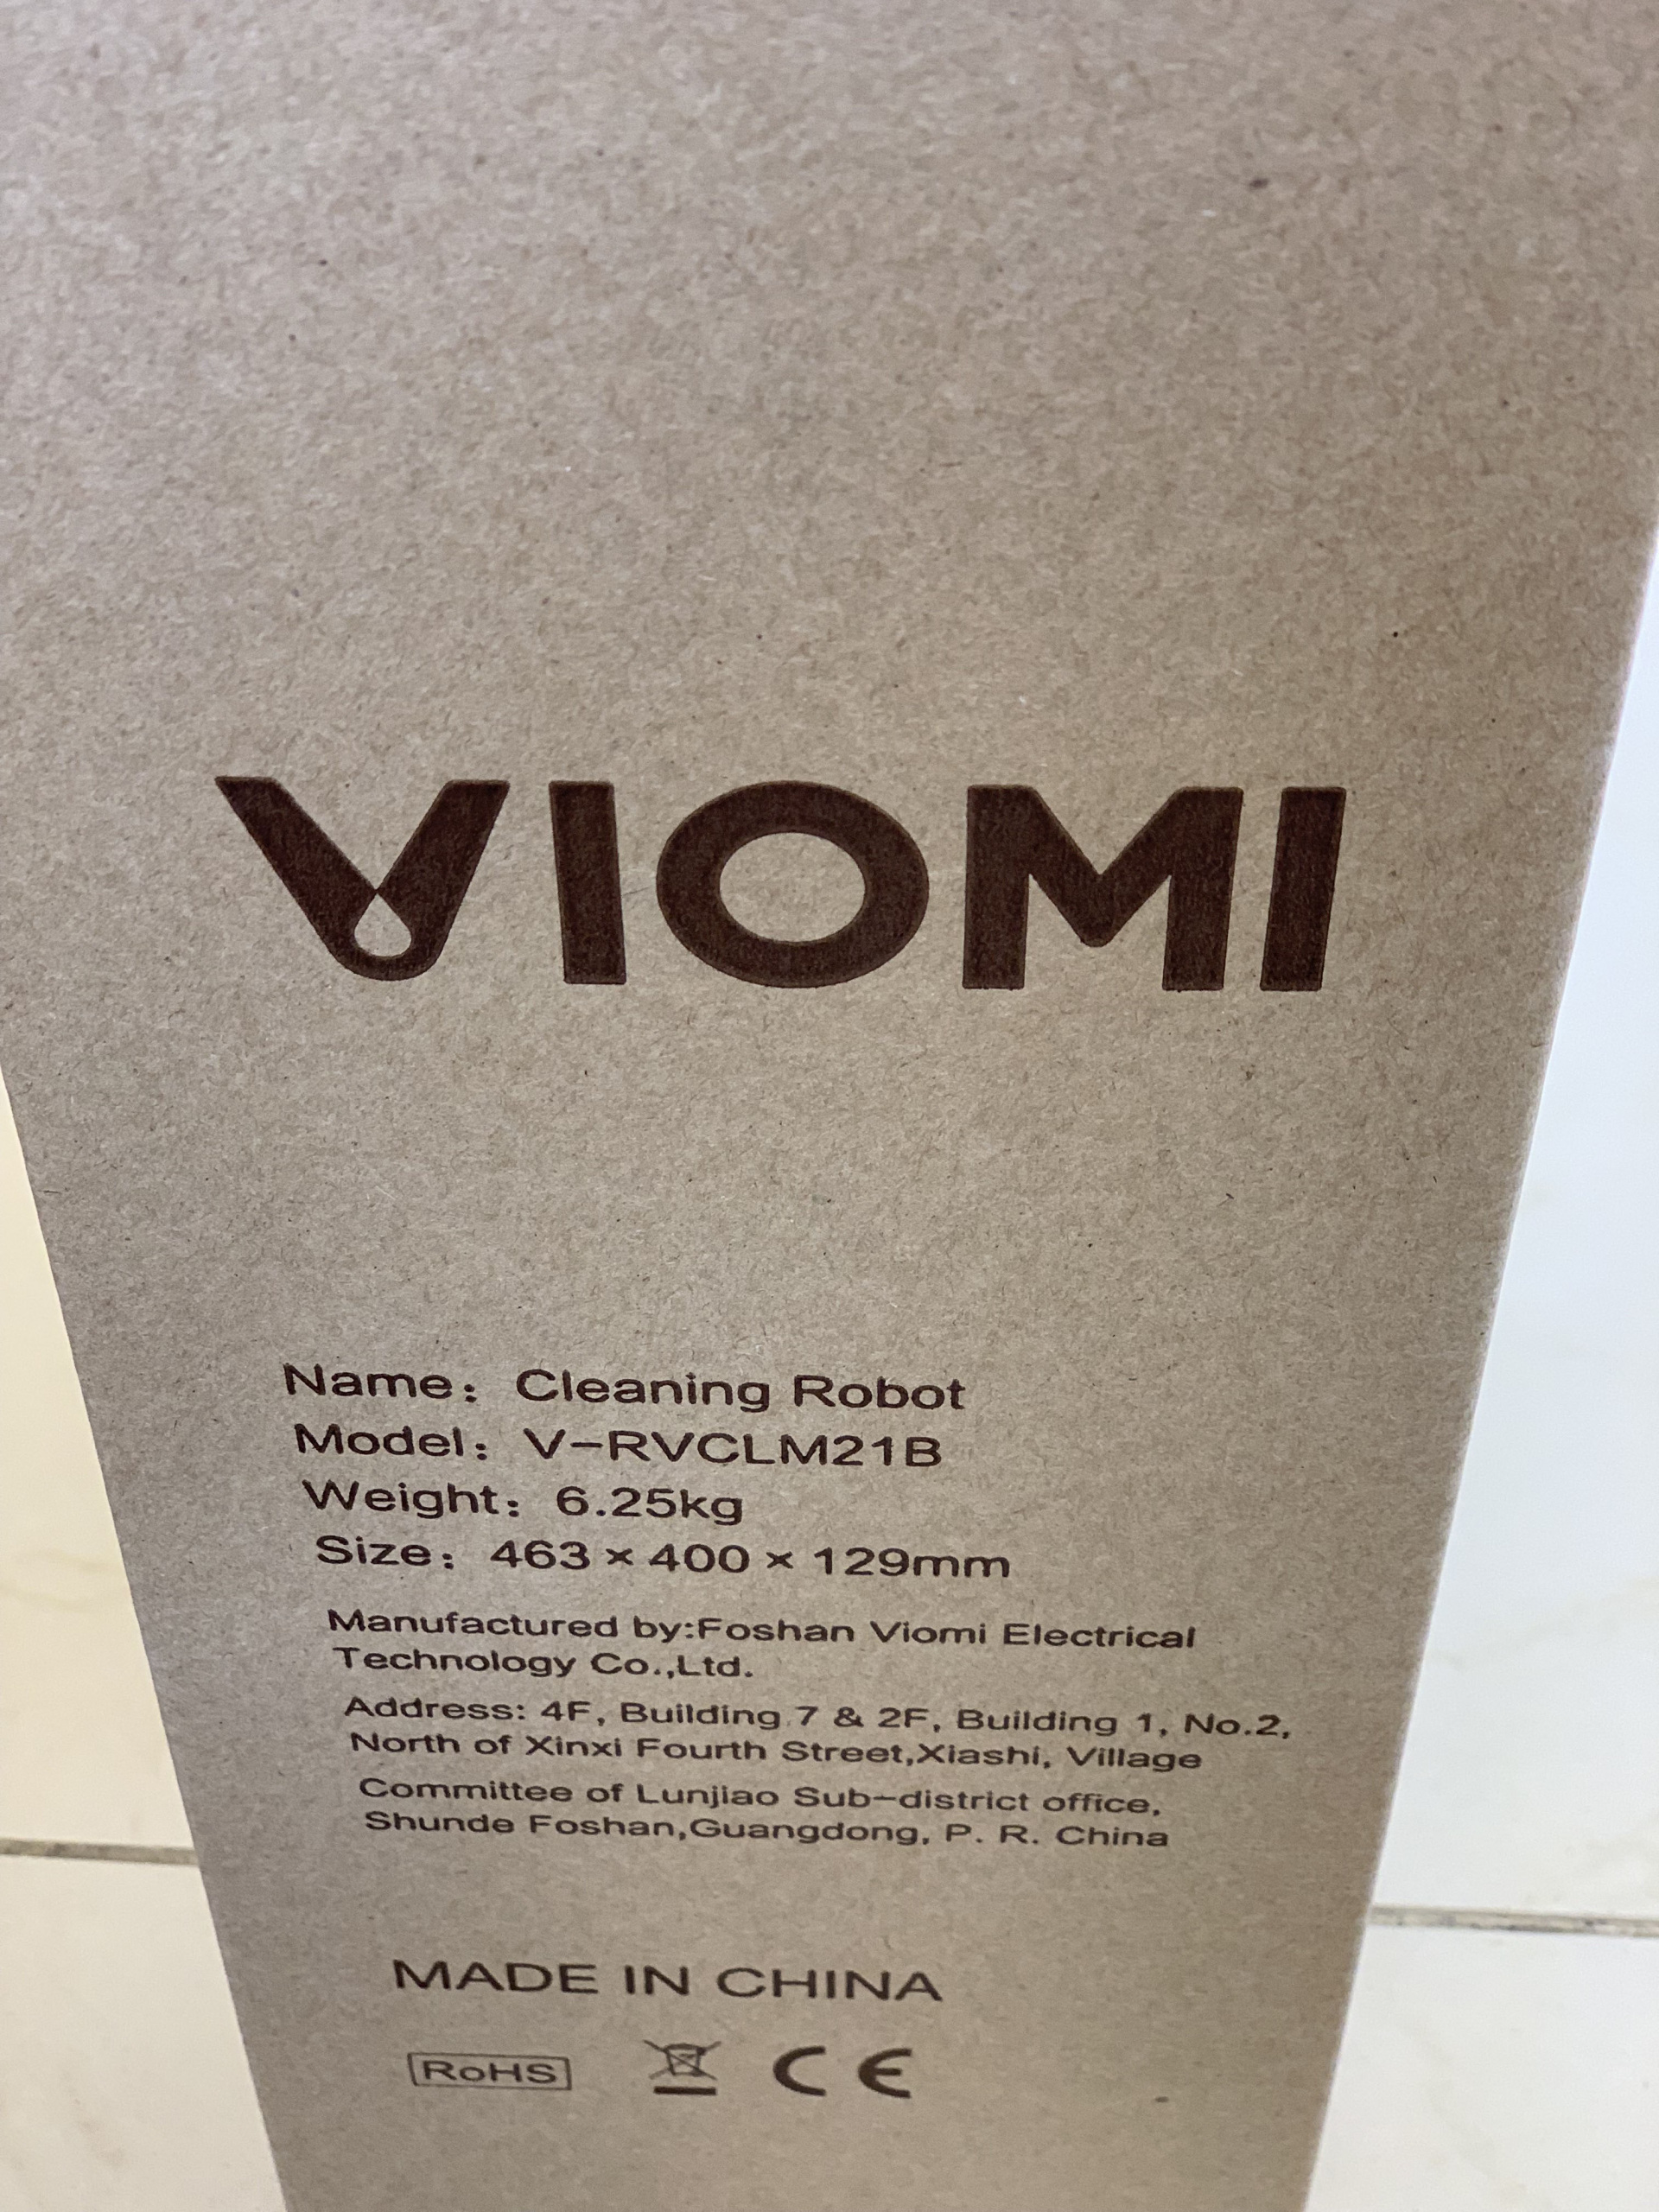 VIOMI
Name: Cleaning Robot
Model: V-RVCLM21B
Weight: 6.25kg
Size: 463 × 400 × 129mm
Manufactured by:Foshan Viomi Electrical
Technology Co.,Ltd.
Address: 4F, Building 7 & 2F, Building 1, No.2,
North of Xinxi Fourth Street,Xiashi, Village
Committee of Lunjiao Sub-district office,
Shunde Foshan,Guangdong, P. R. China
MADE IN CHINA
RoHS CE